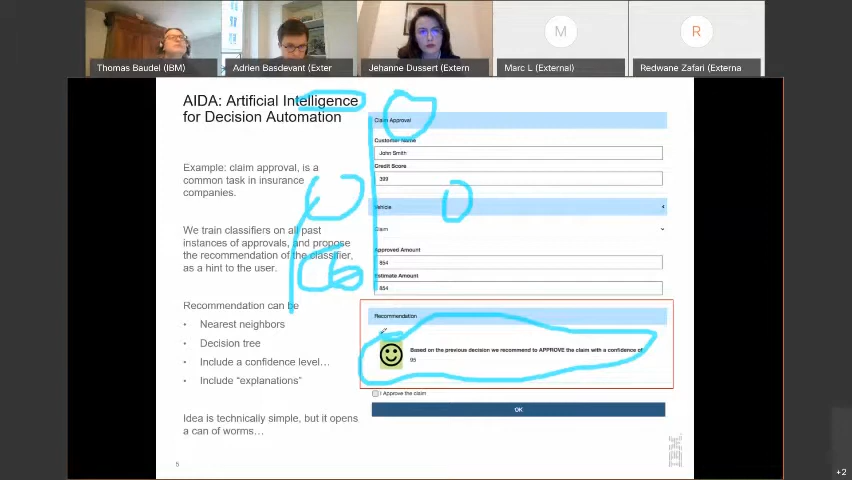 M
R
Thomas Baudel (IBM)
Adrien Basdevant (Exter
Jehanne Dussert (Extern
Marc L (External)
Redwane Zafari (Externa
AIDA: Artificial Intelligence
for Decision Automation
Example: claim approval, is a
common task in insurance
companies.
We train classifiers on all past
instances of approvals, and propose
the recommendation of the classifier,
as a hint to the user.
Recommendation can be
• Nearest neighbors
• Decision tree
• Include a confidence level…
• Include “explanations”
Idea is technically simple, but it opens
a can of worms…
5
Claim Approval
Customer Name
John Smith
Credit Score
399
Vehicle
Claim
Approved Amount
854
Estimate Amount
854
Recommendation
Based on the previous decision we recommend to APPROVE the claim with a confidence of
95
I Approve the claim
OK
IBM
+2